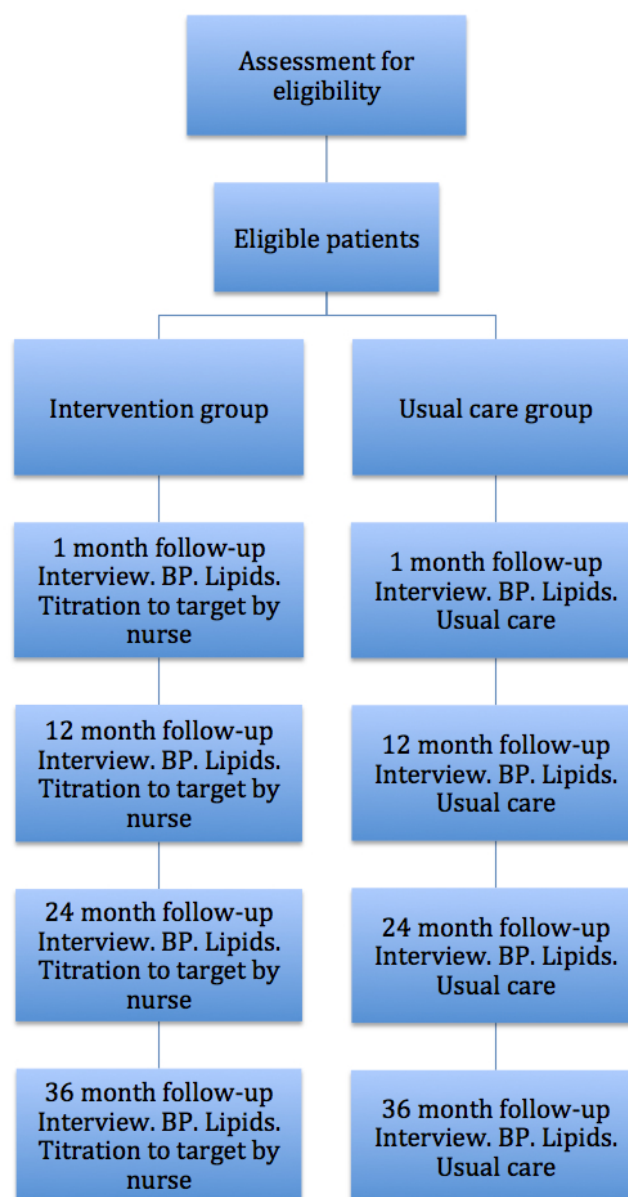 Assessment for
eligibility
Eligible patients
Intervention group
Usual care group
1 month follow-up
Interview. BP. Lipids.
Titration to target by
nurse
1 month follow-up
Interview. BP. Lipids.
Usual care
12 month follow-up
Interview. BP. Lipids.
Titration to target by
nurse
12 month follow-up
Interview. BP. Lipids.
Usual care
24 month follow-up
Interview. BP. Lipids.
Titration to target by
nurse
24 month follow-up
Interview. BP. Lipids.
Usual care
36 month follow-up
Interview. BP. Lipids.
Titration to target by
nurse
36 month follow-up
Interview. BP. Lipids.
Usual care